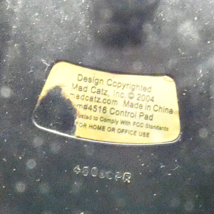 Design Copyrighted
Mad Catz, Inc. © 2004
madcatz.com Made in China
#4516 Control Pad
to Comply With FCC Standards
FOR HOME OR OFFICE USE